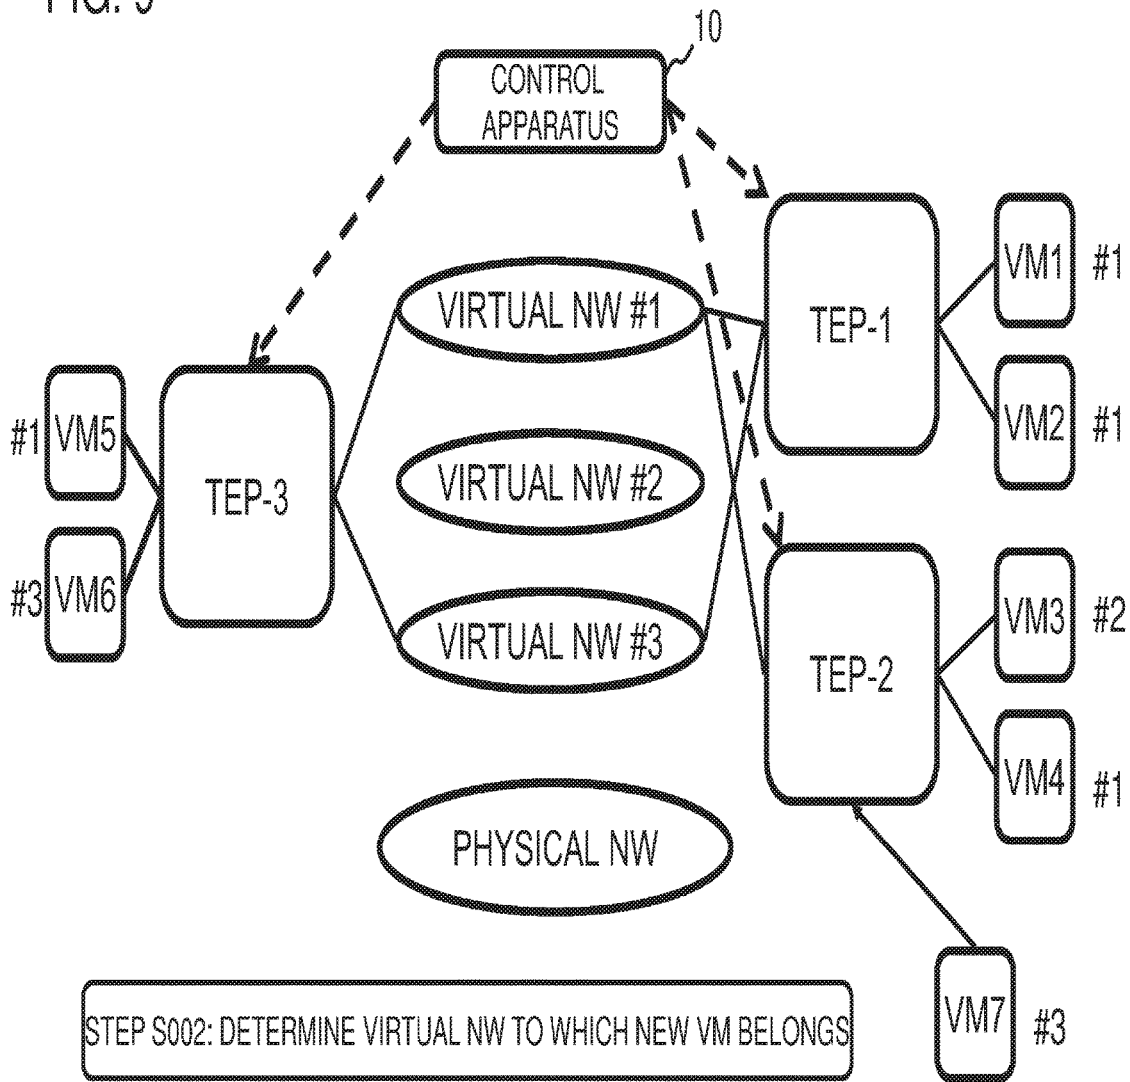 10
CONTROL
APPARATUS
VIRTUAL NW #1
TEP-1
VM1 #1
VM2 #1
#1 VM5
TEP-3
VIRTUAL NW #2
#3 VM6
VIRTUAL NW #3
TEP-2
VM3 #2
VM4 #1
PHYSICAL NW
VM7 #3
STEP S002: DETERMINE VIRTUAL NW TO WHICH NEW VM BELONGS